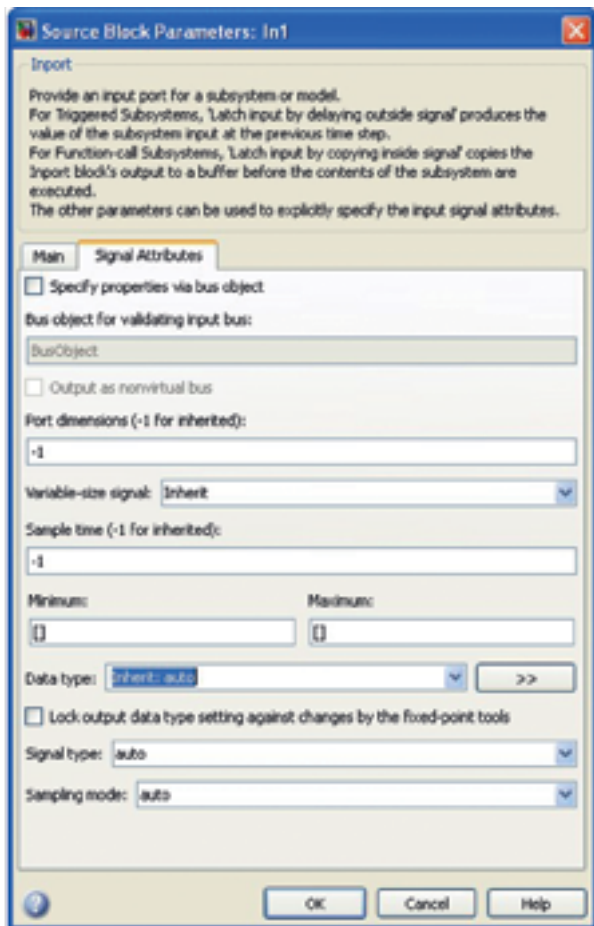 Source Block Parameters: In1
Inport
Provide an input port for a subsystem or model.
For Triggered Subsystems, 'Latch input by delaying outside signal' produces the
value of the subsystem input at the previous time step.
For Function-call Subsystems, 'Latch input by copying inside signal' copies the
Inport block's output to a buffer before the contents of the subsystem are
executed.
The other parameters can be used to explicitly specify the input signal attributes.
Main Signal Attributes
Specify properties via bus object
Bus object for validating input bus:
BusObject
Output as nonvirtual bus
Port dimensions (-1 for inherited):
-1
Variable-size signal: Inherit
Sample time (-1 for inherited):
-1
Minimum: Maximum:
[] []
Data type: Inherit: auto >>
Lock output data type setting against changes by the fixed-point tools
Signal type: auto
Sampling mode: auto
? OK Cancel Help